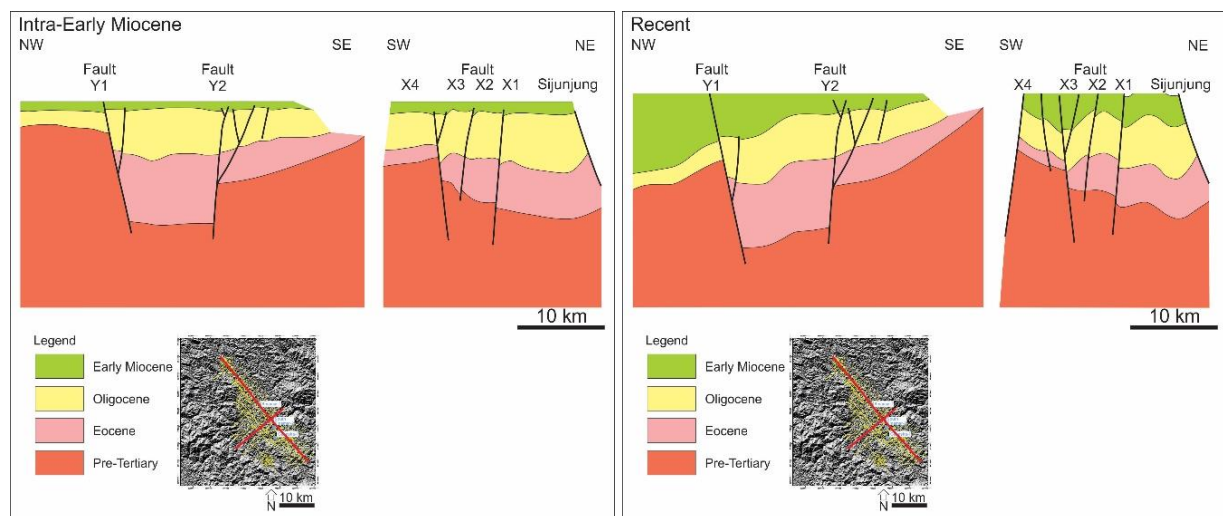 Intra-Early Miocene
NW
SE
SW
NE
Fault
Y1
Fault
Y2
Fault
X4 X3 X2 X1 Sijunjung
10 km
Legend
Early Miocene
Oligocene
Eocene
Pre-Tertiary
N 10 km
Recent
NW
SE
SW
NE
Fault
Y1
Fault
Y2
Fault
X4 X3 X2 X1 Sijunjung
10 km
Legend
Early Miocene
Oligocene
Eocene
Pre-Tertiary
N 10 km